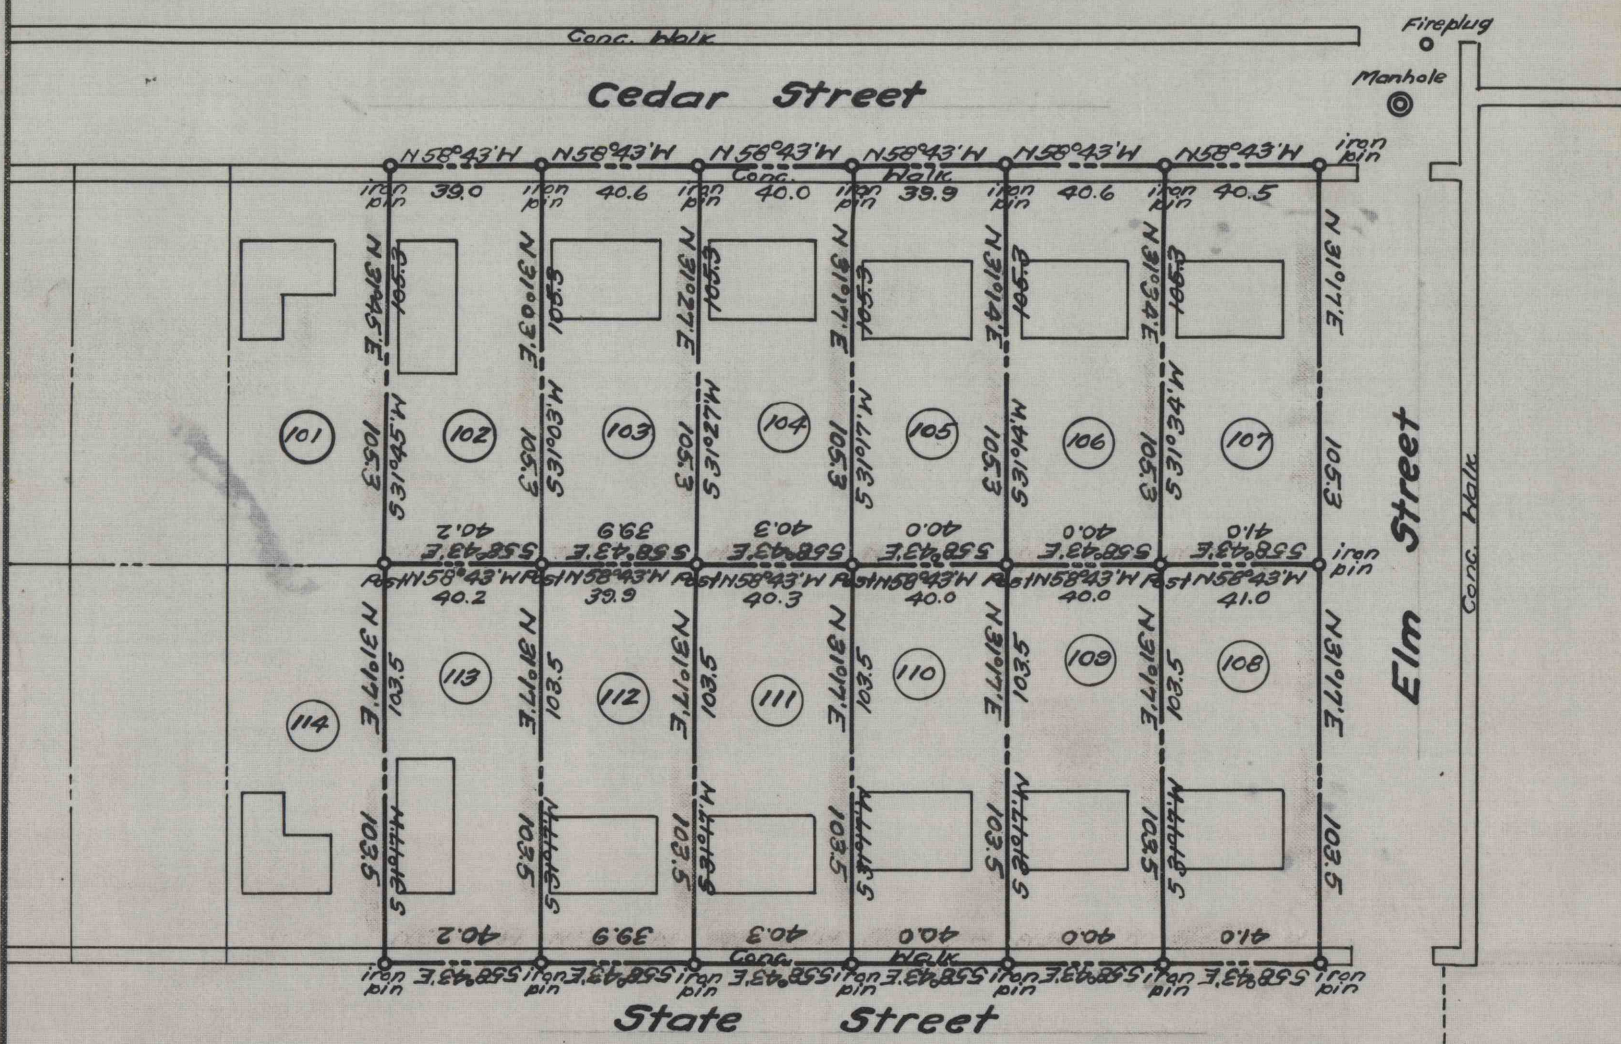 Fireplug
Conc. Walk
Manhole
Cedar Street
N58°43'W N58°43'W N58°43'W N58°43'W N58°43'W N58°43'W iron pin
Conc. Walk
iron pin 39.0 iron pin 40.6 iron pin 40.0 iron pin 39.9 iron pin 40.6 iron pin 40.5
N31°45'E 105.3 N31°03'E 105.3 N31°27'E 105.3 N31°17'E 105.3 N31°14'E 105.3 N31°34'E 105.3 N31°17'E
S31°45'W S31°03'W S31°27'W S31°17'W S31°14'W S31°34'W
101 102 103 104 105 106 107
105.3 105.3 105.3 105.3 105.3 105.3 105.3
Elm Street
Conc. Walk
40.2 39.9 40.3 40.0 40.0 41.0
S58°43'E S58°43'E S58°43'E S58°43'E S58°43'E S58°43'E iron pin
Post N58°43'W Post N58°43'W Post N58°43'W Post N58°43'W Post N58°43'W Post N58°43'W
40.2 39.9 40.3 40.0 40.0 41.0
N31°17'E 103.5 N31°17'E 103.5 N31°17'E 103.5 N31°17'E 103.5 N31°17'E 103.5 N31°17'E 103.5 N31°17'E
114 113 112 111 110 109 108
103.5 S31°17'W 103.5 S31°17'W 103.5 S31°17'W 103.5 S31°17'W 103.5 S31°17'W 103.5 S31°17'W 103.5
40.2 39.9 40.3 40.0 40.0 41.0
Conc. Walk
iron pin S58°43'E iron pin S58°43'E iron pin S58°43'E iron pin S58°43'E iron pin S58°43'E iron pin S58°43'E iron pin
State Street